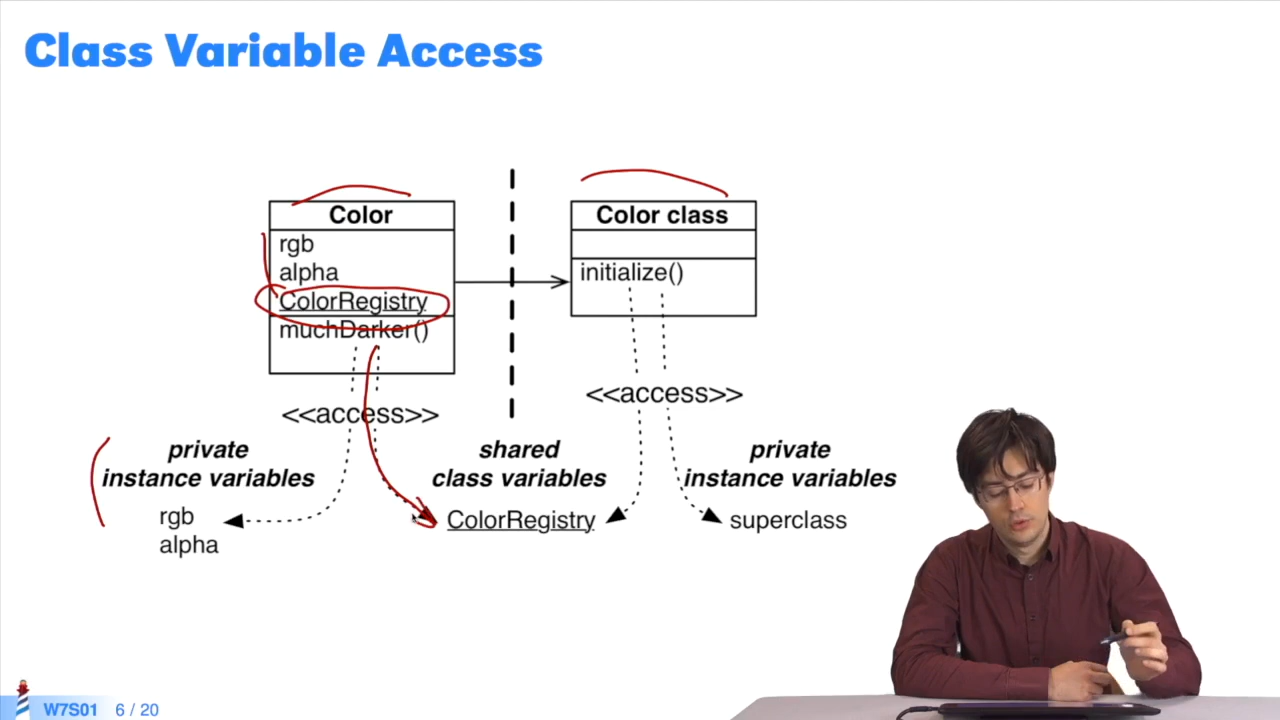 Class Variable Access
Color
rgb
alpha
ColorRegistry
muchDarker()
Color class
initialize()
<<access>>
<<access>>
private
instance variables
rgb
alpha
shared
class variables
ColorRegistry
private
instance variables
superclass
W7S01 6 / 20